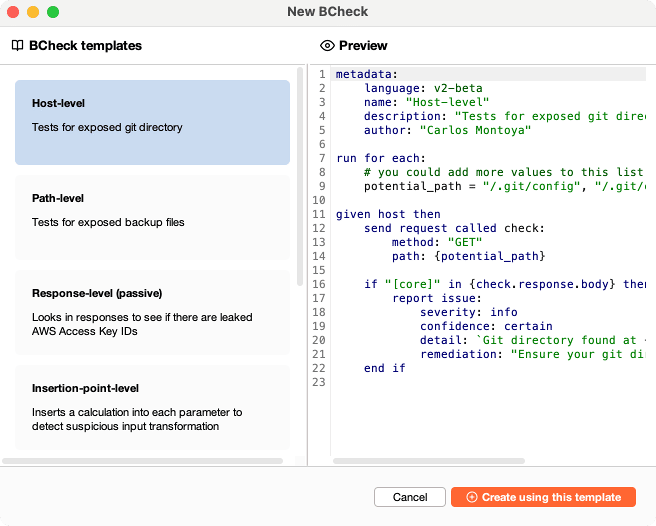 New BCheck
BCheck templates
Host-level
Tests for exposed git directory
Path-level
Tests for exposed backup files
Response-level (passive)
Looks in responses to see if there are leaked
AWS Access Key IDs
Insertion-point-level
Inserts a calculation into each parameter to
detect suspicious input transformation
Preview
1 metadata:
2     language: v2-beta
3     name: "Host-level"
4     description: "Tests for exposed git direc
5     author: "Carlos Montoya"
6
7 run for each:
8     # you could add more values to this list
9     potential_path = "/.git/config", "/.git/
10
11 given host then
12     send request called check:
13         method: "GET"
14         path: {potential_path}
15
16     if "[core]" in {check.response.body} then
17         report issue:
18             severity: info
19             confidence: certain
20             detail: `Git directory found at
21             remediation: "Ensure your git di
22     end if
23
Cancel
Create using this template